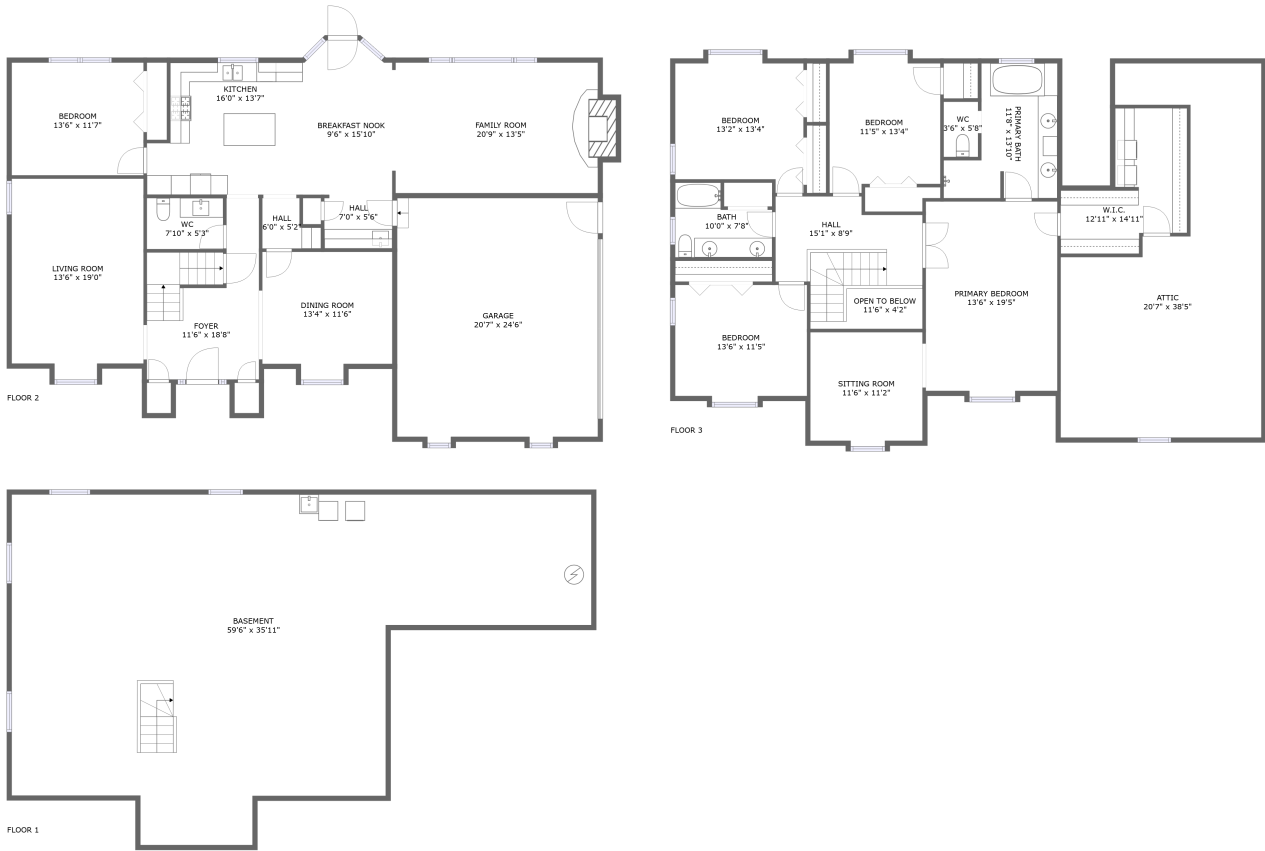 KITCHEN
16'0" x 13'7"
BEDROOM
13'6" x 11'7"
BREAKFAST NOOK
9'6" x 15'10"
FAMILY ROOM
20'9" x 13'5"
WC
7'10" x 5'3"
HALL
6'0" x 5'2"
HALL
7'0" x 5'6"
LIVING ROOM
13'6" x 19'0"
FOYER
11'6" x 18'8"
DINING ROOM
13'4" x 11'6"
GARAGE
20'7" x 24'6"
FLOOR 2
BEDROOM
13'2" x 13'4"
BEDROOM
11'5" x 13'4"
WC
3'6" x 5'8"
PRIMARY BATH
11'8" x 13'10"
BATH
10'0" x 7'8"
HALL
15'1" x 8'9"
W.I.C.
12'11" x 14'11"
PRIMARY BEDROOM
13'6" x 19'5"
OPEN TO BELOW
11'6" x 4'2"
ATTIC
20'7" x 38'5"
BEDROOM
13'6" x 11'5"
SITTING ROOM
11'6" x 11'2"
FLOOR 3
BASEMENT
59'6" x 35'11"
FLOOR 1